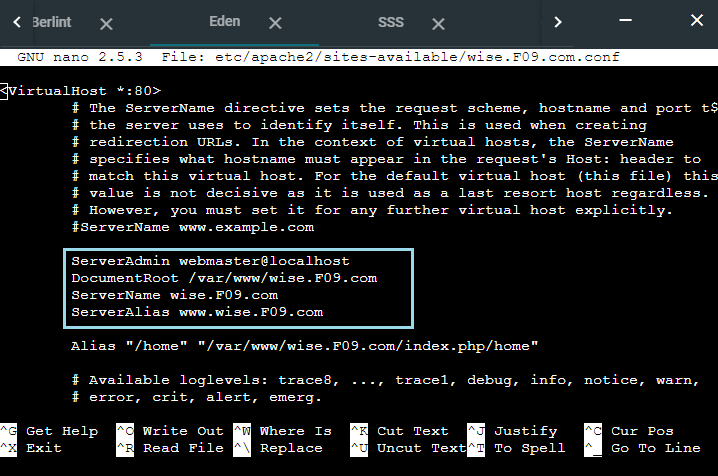 Berlint
Eden
SSS
GNU nano 2.5.3 File: etc/apache2/sites-available/wise.F09.com.conf
<VirtualHost *:80>
# The ServerName directive sets the request scheme, hostname and port t$
# the server uses to identify itself. This is used when creating
# redirection URLs. In the context of virtual hosts, the ServerName
# specifies what hostname must appear in the request's Host: header to
# match this virtual host. For the default virtual host (this file) this
# value is not decisive as it is used as a last resort host regardless.
# However, you must set it for any further virtual host explicitly.
#ServerName www.example.com
ServerAdmin webmaster@localhost
DocumentRoot /var/www/wise.F09.com
ServerName wise.F09.com
ServerAlias www.wise.F09.com
Alias "/home" "/var/www/wise.F09.com/index.php/home"
# Available loglevels: trace8, ..., trace1, debug, info, notice, warn,
# error, crit, alert, emerg.
^G Get Help ^O Write Out ^W Where Is ^K Cut Text ^J Justify ^C Cur Pos
^X Exit ^R Read File ^\ Replace ^U Uncut Text ^T To Spell ^_ Go To Line